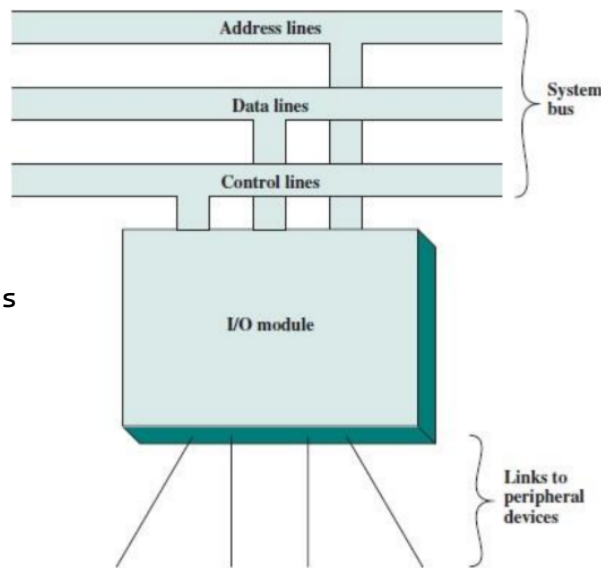 Address lines
System
bus
Data lines
Control lines
s
I/O module
Links to
peripheral
devices